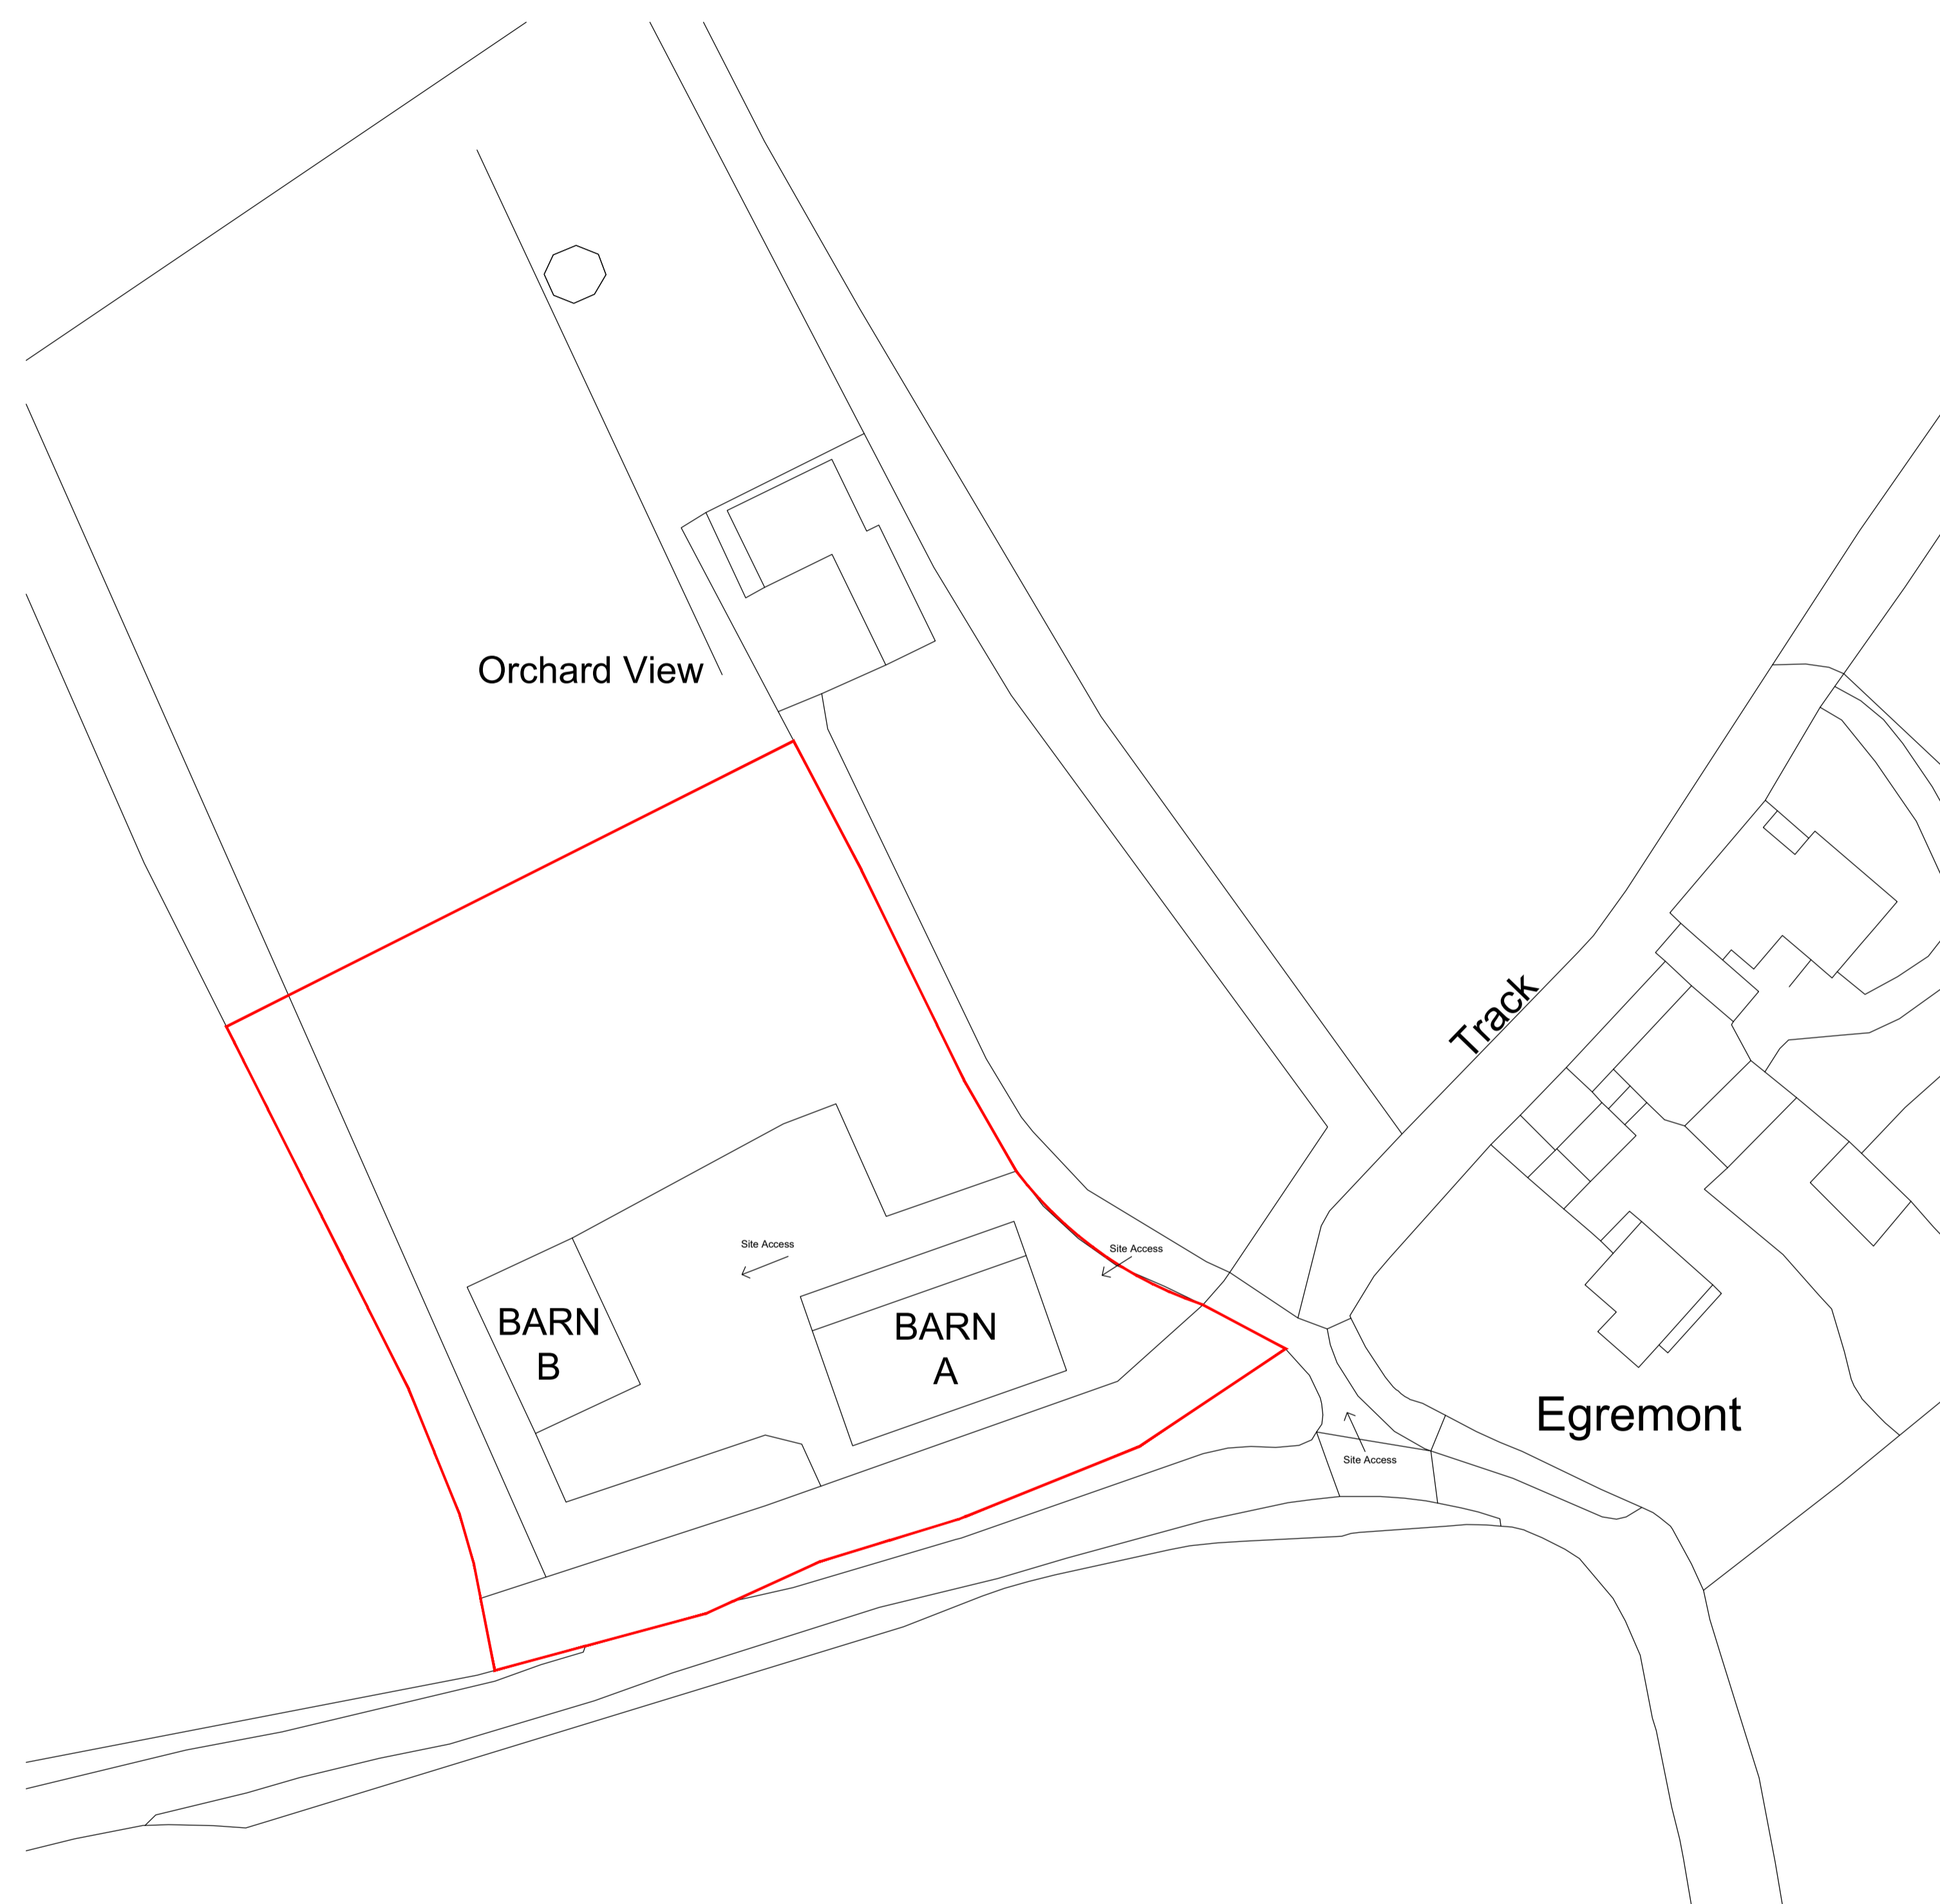 Orchard View
Track
Site Access
Site Access
BARN
B
BARN
A
Egremont
Site Access